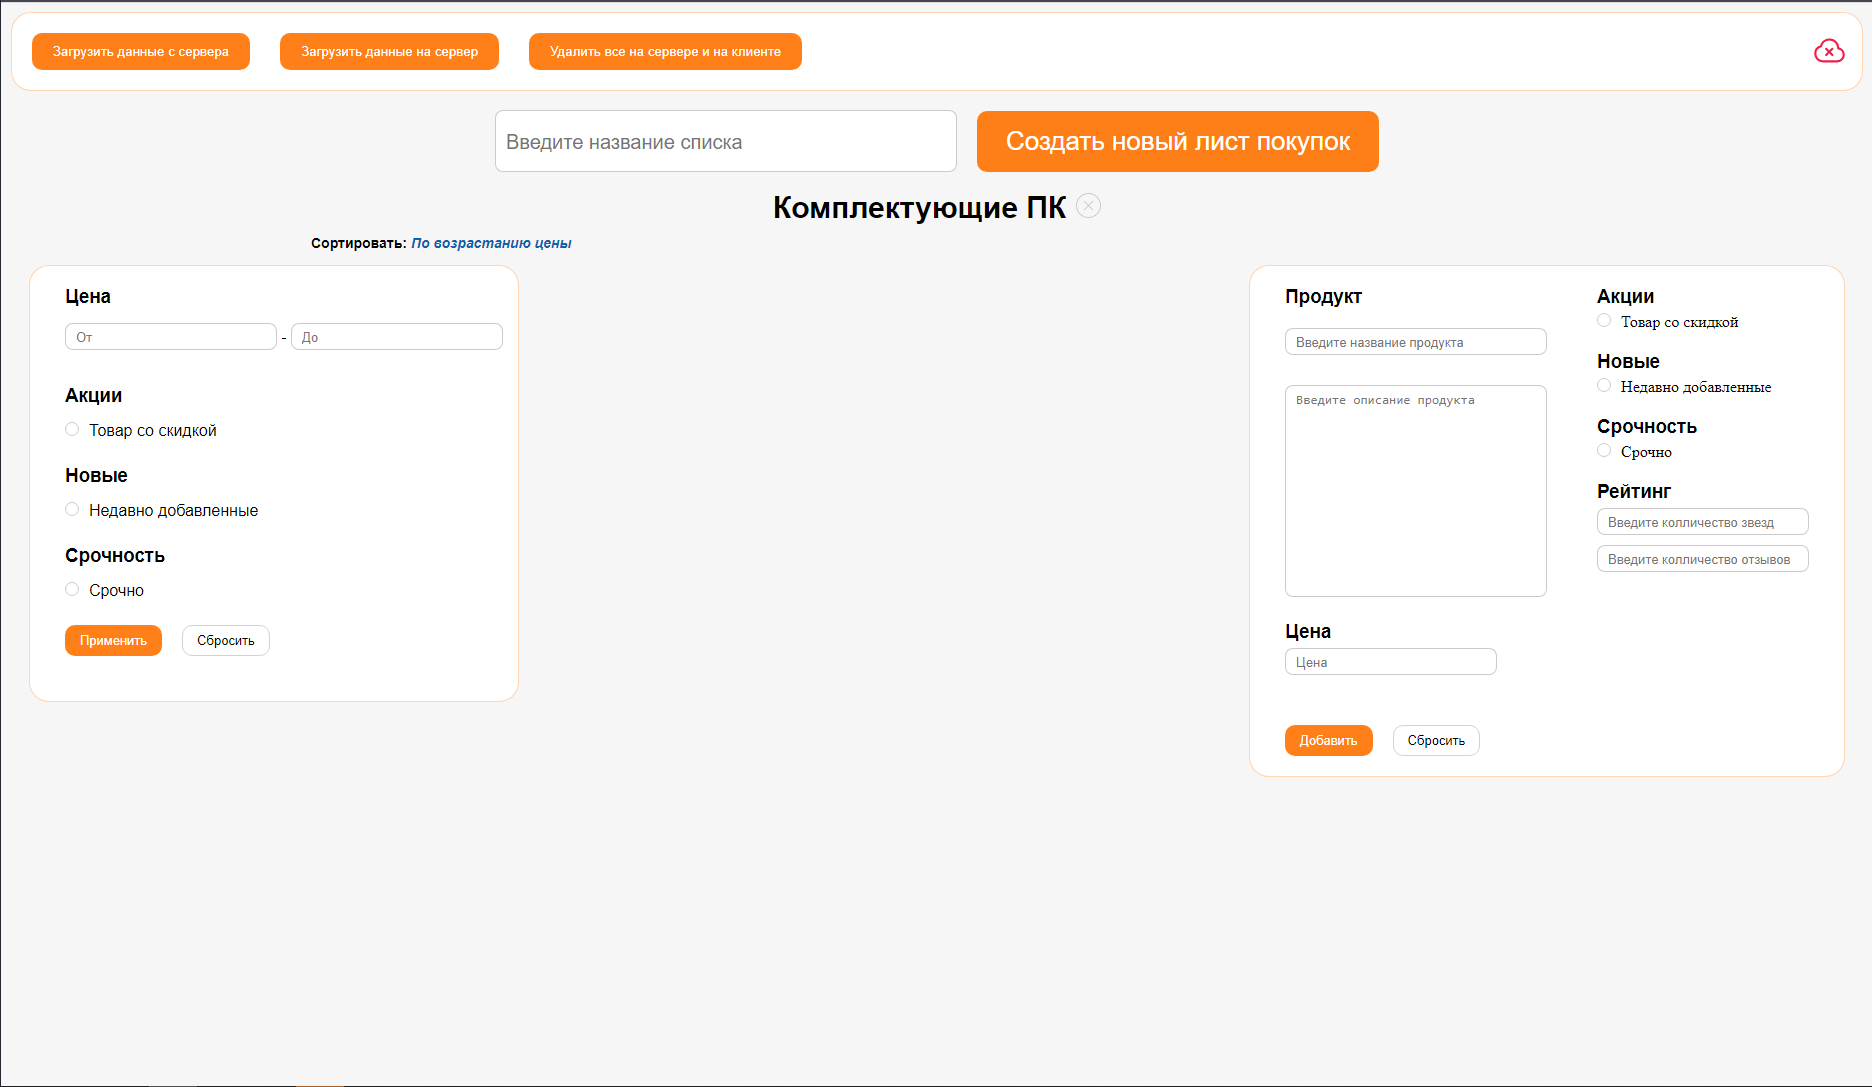 Загрузить данные с сервера
Загрузить данные на сервер
Удалить все на сервере и на клиенте
Введите название списка
Создать новый лист покупок
Комплектующие ПК
Сортировать: По возрастанию цены
Цена
От - До
Акции
Товар со скидкой
Новые
Недавно добавленные
Срочность
Срочно
Применить
Сбросить
Продукт
Введите название продукта
Введите описание продукта
Цена
Цена
Добавить
Сбросить
Акции
Товар со скидкой
Новые
Недавно добавленные
Срочность
Срочно
Рейтинг
Введите колличество звезд
Введите колличество отзывов